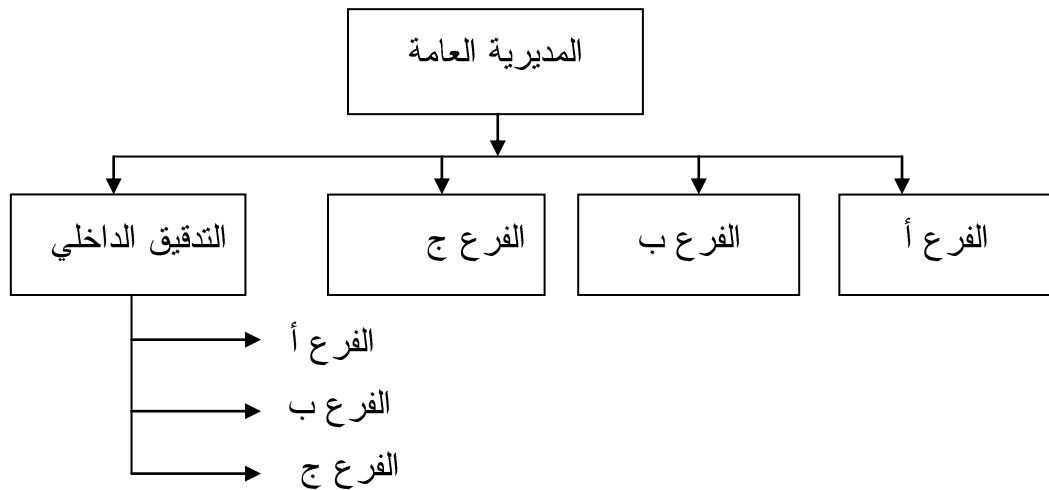 المديرية العامة
الفرع أ
الفرع ب
الفرع ج
التدقيق الداخلي
الفرع أ
الفرع ب
الفرع ج